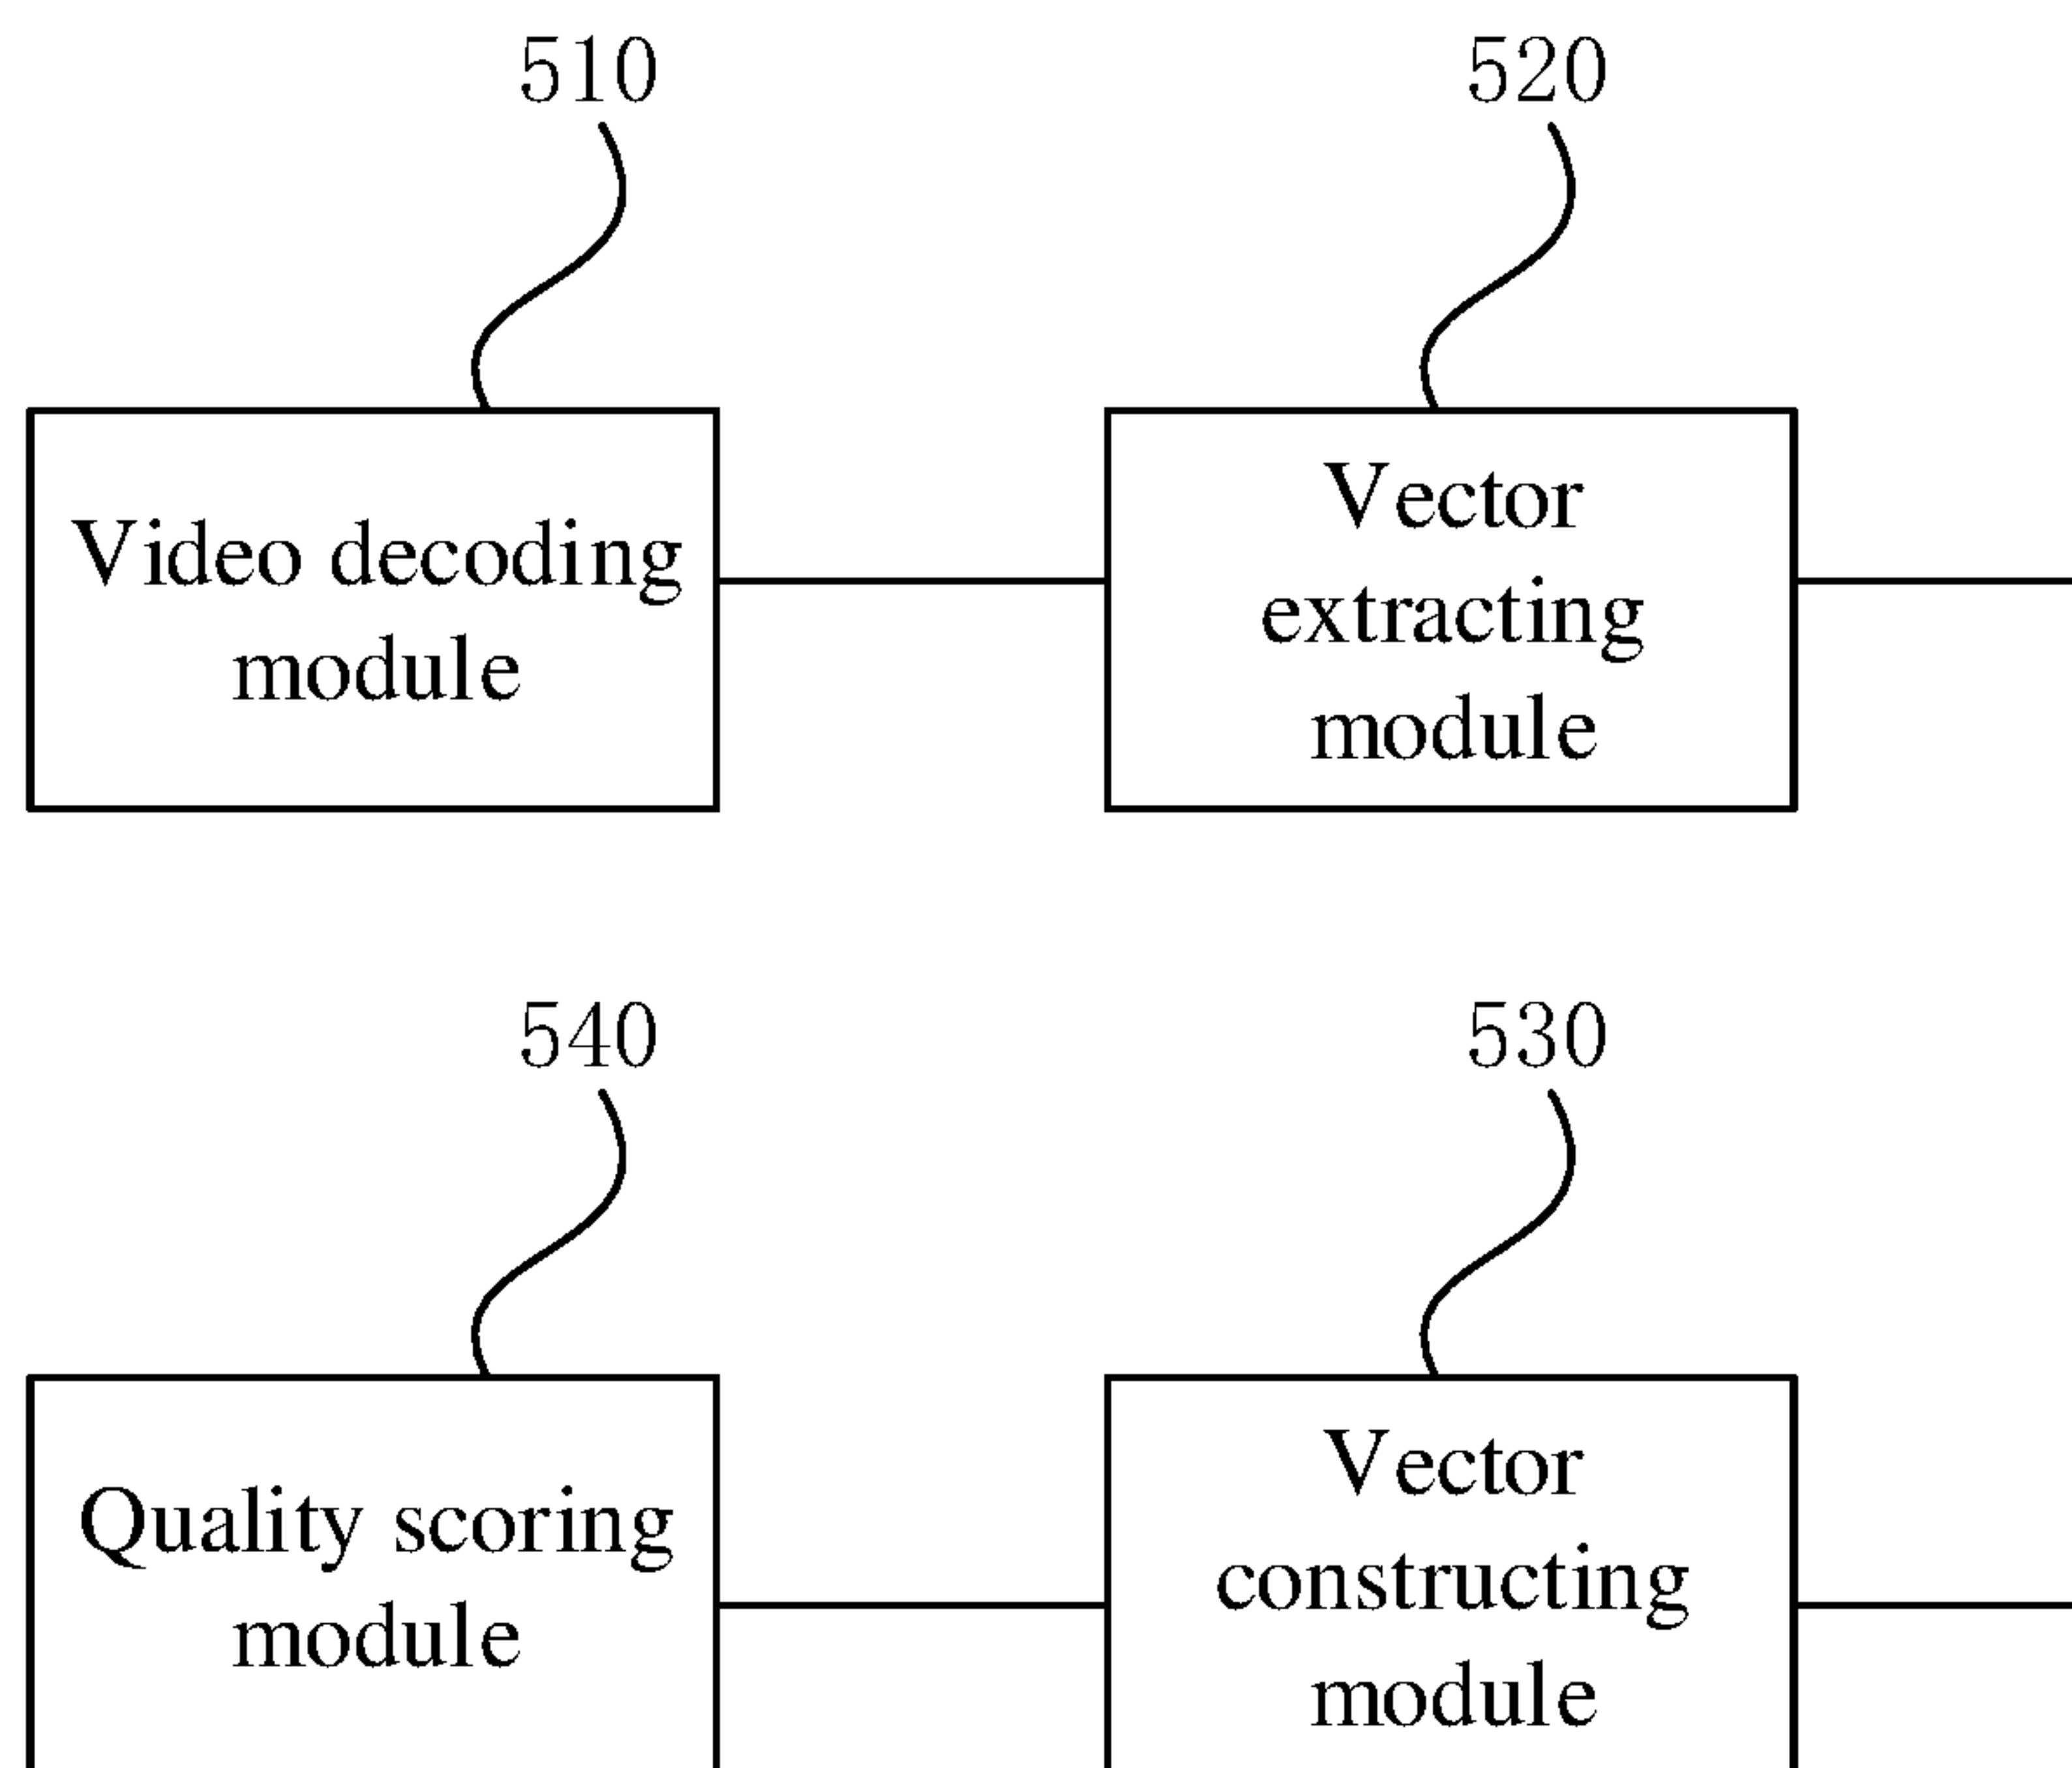 510
520
Video decoding
module
Vector
extracting
module
540
530
Quality scoring
module
Vector
constructing
module